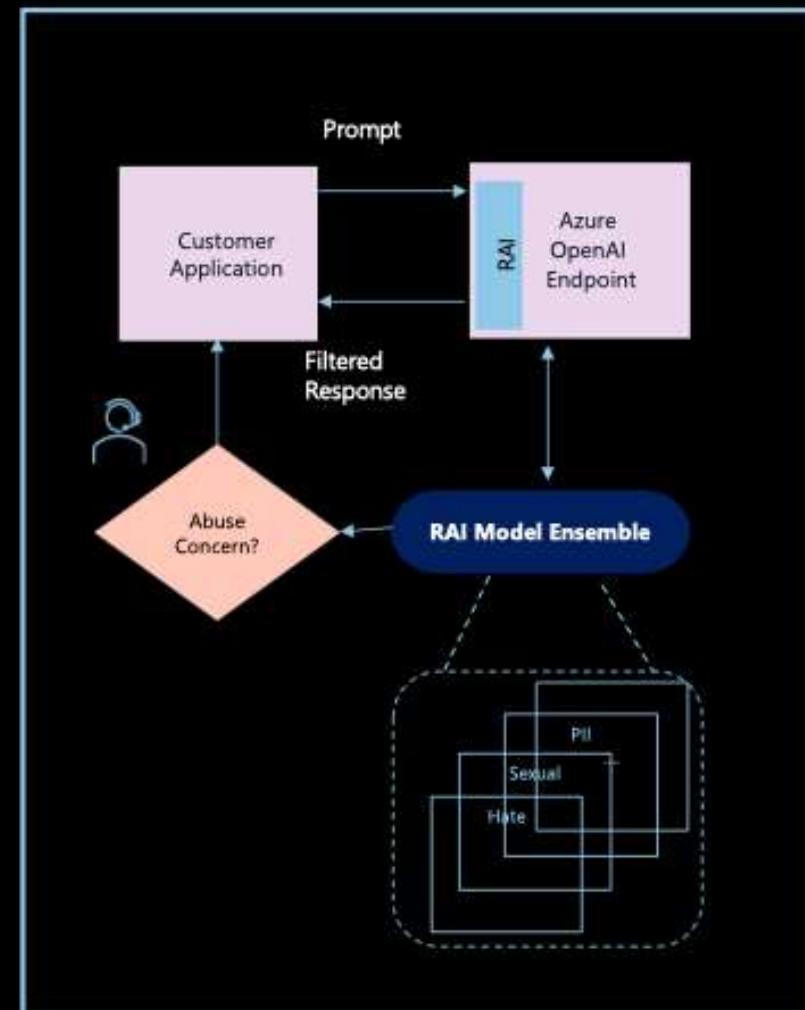 Prompt
Customer
Application
RAI
Azure
OpenAI
Endpoint
Filtered
Response
Abuse
Concern?
RAI Model Ensemble
PII
Sexual
Hate